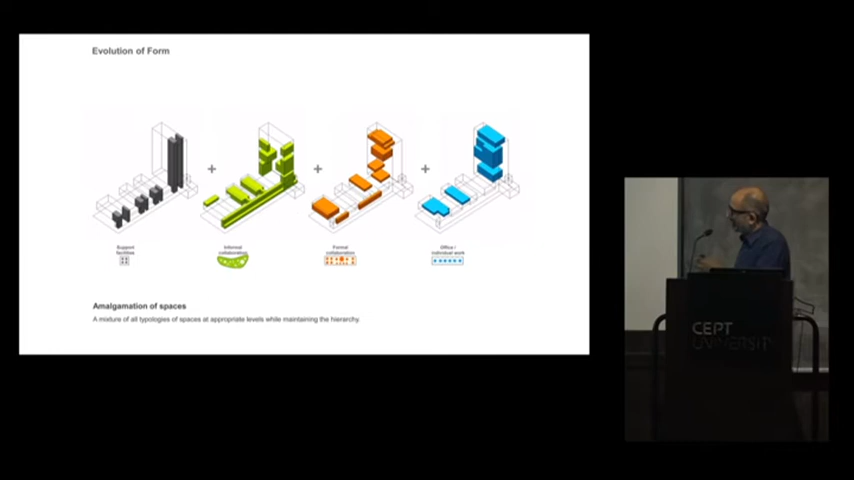 Evolution of Form
+ + +
Support
facilities
Informal
collaboration
Formal
collaboration
Office /
individual work
Amalgamation of spaces
A mixture of all typologies of spaces at appropriate levels while maintaining the hierarchy
CEPT
UNIVERSITY